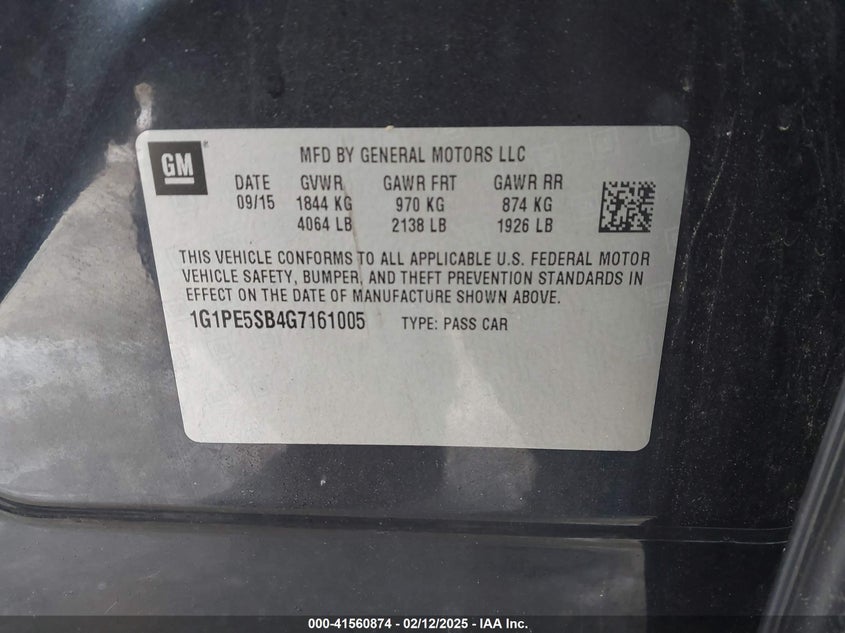 GM
MFD BY GENERAL MOTORS LLC
DATE GVWR GAWR FRT GAWR RR
09/15 1844 KG 970 KG 874 KG
4064 LB 2138 LB 1926 LB
THIS VEHICLE CONFORMS TO ALL APPLICABLE U.S. FEDERAL MOTOR
VEHICLE SAFETY, BUMPER, AND THEFT PREVENTION STANDARDS IN
EFFECT ON THE DATE OF MANUFACTURE SHOWN ABOVE.
1G1PE5SB4G7161005 TYPE: PASS CAR
000-41560874 - 02/12/2025 - IAA Inc.